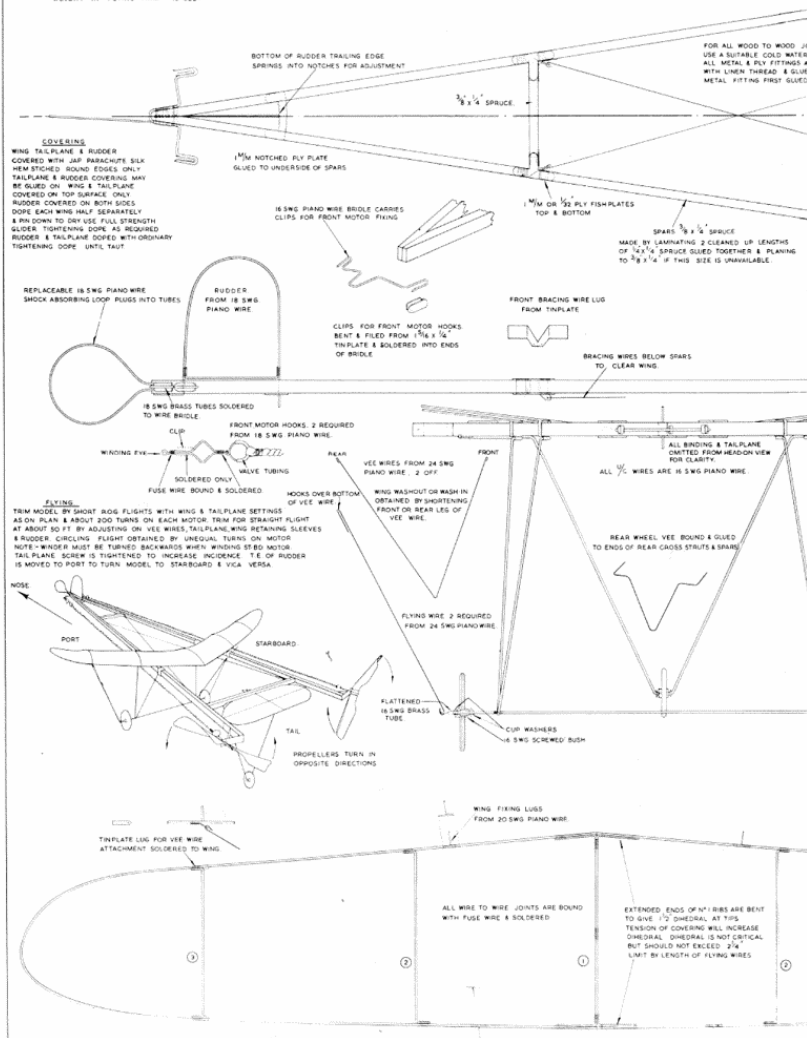 BOTTOM OF RUDDER TRAILING EDGE
SPRINGS INTO NOTCHES FOR ADJUSTMENT
FOR ALL WOOD TO WOOD
USE A SUITABLE COLD WATER
ALL METAL & PLY FITTINGS
WITH LINEN THREAD & GLUE
METAL FITTING FIRST GLUED
3/8 x 1/4" SPRUCE.
COVERING
WING TAILPLANE & RUDDER
COVERED WITH JAP PARACHUTE SILK
HEM STICHED ROUND EDGES ONLY
TAILPLANE & RUDDER COVERING MAY
BE GLUED ON WING & TAILPLANE
COVERED ON TOP SURFACE ONLY
RUDDER COVERED ON BOTH SIDES
DOPE EACH WING HALF SEPARATELY
& PIN DOWN TO DRY USE FULL STRENGTH
GLIDER TIGHTENING DOPE AS REQUIRED
RUDDER & TAILPLANE DOPED WITH ORDINARY
TIGHTENING DOPE UNTIL TAUT
1 M/M NOTCHED PLY PLATE
GLUED TO UNDERSIDE OF SPARS
16 SWG PIANO WIRE BRIDLE CARRIES
CLIPS FOR FRONT MOTOR FIXING
1 M/M OR 1/32" PLY FISHPLATES
TOP & BOTTOM
SPARS 3/8 x 1/4" SPRUCE
MADE BY LAMINATING 2 CLEANED UP LENGTHS
OF 1/4 x 1/4" SPRUCE GLUED TOGETHER & PLANING
TO 3/8 x 1/4" IF THIS SIZE IS UNAVAILABLE.
REPLACEABLE 18 SWG PIANO WIRE
SHOCK ABSORBING LOOP PLUGS INTO TUBES
RUDDER
FROM 18 SWG
PIANO WIRE.
FRONT BRACING WIRE LUG
FROM TINPLATE
CLIPS FOR FRONT MOTOR HOOKS
BENT & FILED FROM 15/16 x 1/4"
TINPLATE & SOLDERED INTO ENDS
OF BRIDLE
BRACING WIRES BELOW SPARS
TO CLEAR WING.
18 SWG BRASS TUBES SOLDERED
TO WIRE BRIDLE
CLIP
FRONT MOTOR HOOKS. 2 REQUIRED
FROM 18 SWG PIANO WIRE.
WINDING EYE
VALVE TUBING
SOLDERED ONLY
FUSE WIRE BOUND & SOLDERED.
REAR
FRONT
VEE WIRES FROM 24 SWG
PIANO WIRE. 2 OFF
ALL BINDING & TAILPLANE
OMITTED FROM HEAD-ON VIEW
FOR CLARITY.
ALL U/C WIRES ARE 16 SWG PIANO WIRE.
HOOKS OVER BOTTOM
OF VEE WIRE
WING WASHOUT OR WASH IN
OBTAINED BY SHORTENING
FRONT OR REAR LEG OF
VEE WIRE.
FLYING
TRIM MODEL BY SHORT R.O.G. FLIGHTS WITH WING & TAILPLANE SETTINGS
AS ON PLAN & ABOUT 200 TURNS ON EACH MOTOR. TRIM FOR STRAIGHT FLIGHT
AT ABOUT 50 FT BY ADJUSTING ON VEE WIRES, TAILPLANE, WING RETAINING SLEEVES
& RUDDER. CIRCLING FLIGHT OBTAINED BY UNEQUAL TURNS ON MOTOR
NOTE:- WINDER MUST BE TURNED BACKWARDS WHEN WINDING ST.BD MOTOR.
TAIL PLANE SCREW IS TIGHTENED TO INCREASE INCIDENCE T.E OF RUDDER
IS MOVED TO PORT TO TURN MODEL TO STARBOARD & VICA VERSA.
REAR WHEEL VEE BOUND & GLUED
TO ENDS OF REAR CROSS STRUTS & SPARS
NOSE
PORT
STARBOARD.
FLYING WIRE 2 REQUIRED
FROM 24 SWG PIANO WIRE.
TAIL
FLATTENED
16 SWG BRASS
TUBE.
CUP WASHERS
16 SWG SCREWED BUSH
PROPELLERS TURN IN
OPPOSITE DIRECTIONS
WING FIXING LUGS
FROM 20 SWG PIANO WIRE.
TINPLATE LUG FOR VEE WIRE
ATTACHMENT SOLDERED TO WING.
ALL WIRE TO WIRE JOINTS ARE BOUND
WITH FUSE WIRE & SOLDERED
EXTENDED ENDS OF Nº 1 RIBS ARE BENT
TO GIVE 1 1/2" DIHEDRAL AT TIPS
TENSION OF COVERING WILL INCREASE
DIHEDRAL DIHEDRAL IS NOT CRITICAL
BUT SHOULD NOT EXCEED 2 1/4"
LIMIT BY LENGTH OF FLYING WIRES
3
2
1
2